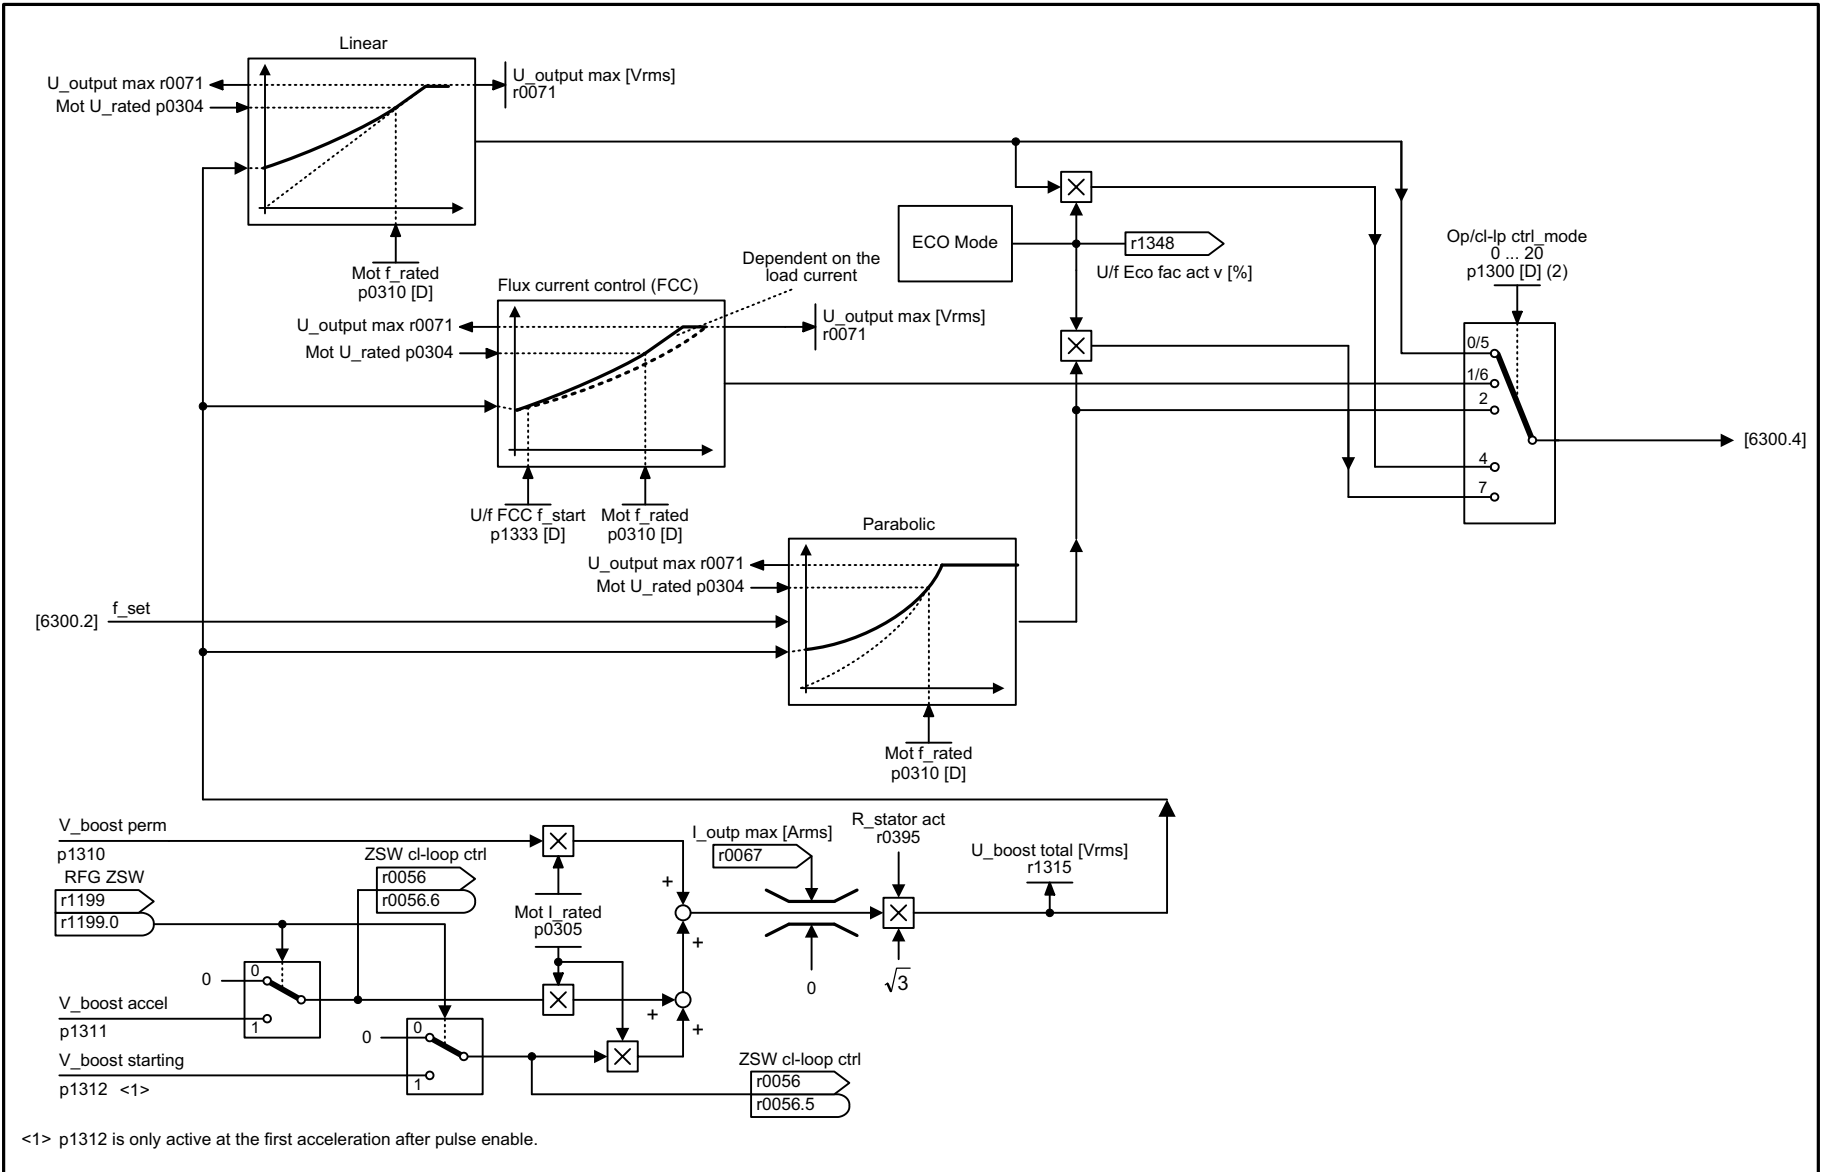 Linear
U_output max r0071
Mot U_rated p0304
U_output max [Vrms]
r0071
Mot f_rated
p0310 [D]
Flux current control (FCC)
Dependent on the
load current
U_output max r0071
Mot U_rated p0304
U_output max [Vrms]
r0071
U/f FCC f_start
p1333 [D]
Mot f_rated
p0310 [D]
ECO Mode
r1348
U/f Eco fac act v [%]
Op/cl-lp ctrl_mode
0 ... 20
p1300 [D] (2)
0/5
1/6
2
4
7
[6300.4]
Parabolic
U_output max r0071
Mot U_rated p0304
[6300.2]
f_set
Mot f_rated
p0310 [D]
V_boost perm
p1310
RFG ZSW
r1199
r1199.0
ZSW cl-loop ctrl
r0056
r0056.6
Mot I_rated
p0305
I_outp max [Arms]
r0067
R_stator act
r0395
U_boost total [Vrms]
r1315
+
+
+
+
0
√3
0
0
1
V_boost accel
p1311
0
0
1
V_boost starting
p1312 <1>
ZSW cl-loop ctrl
r0056
r0056.5
<1> p1312 is only active at the first acceleration after pulse enable.